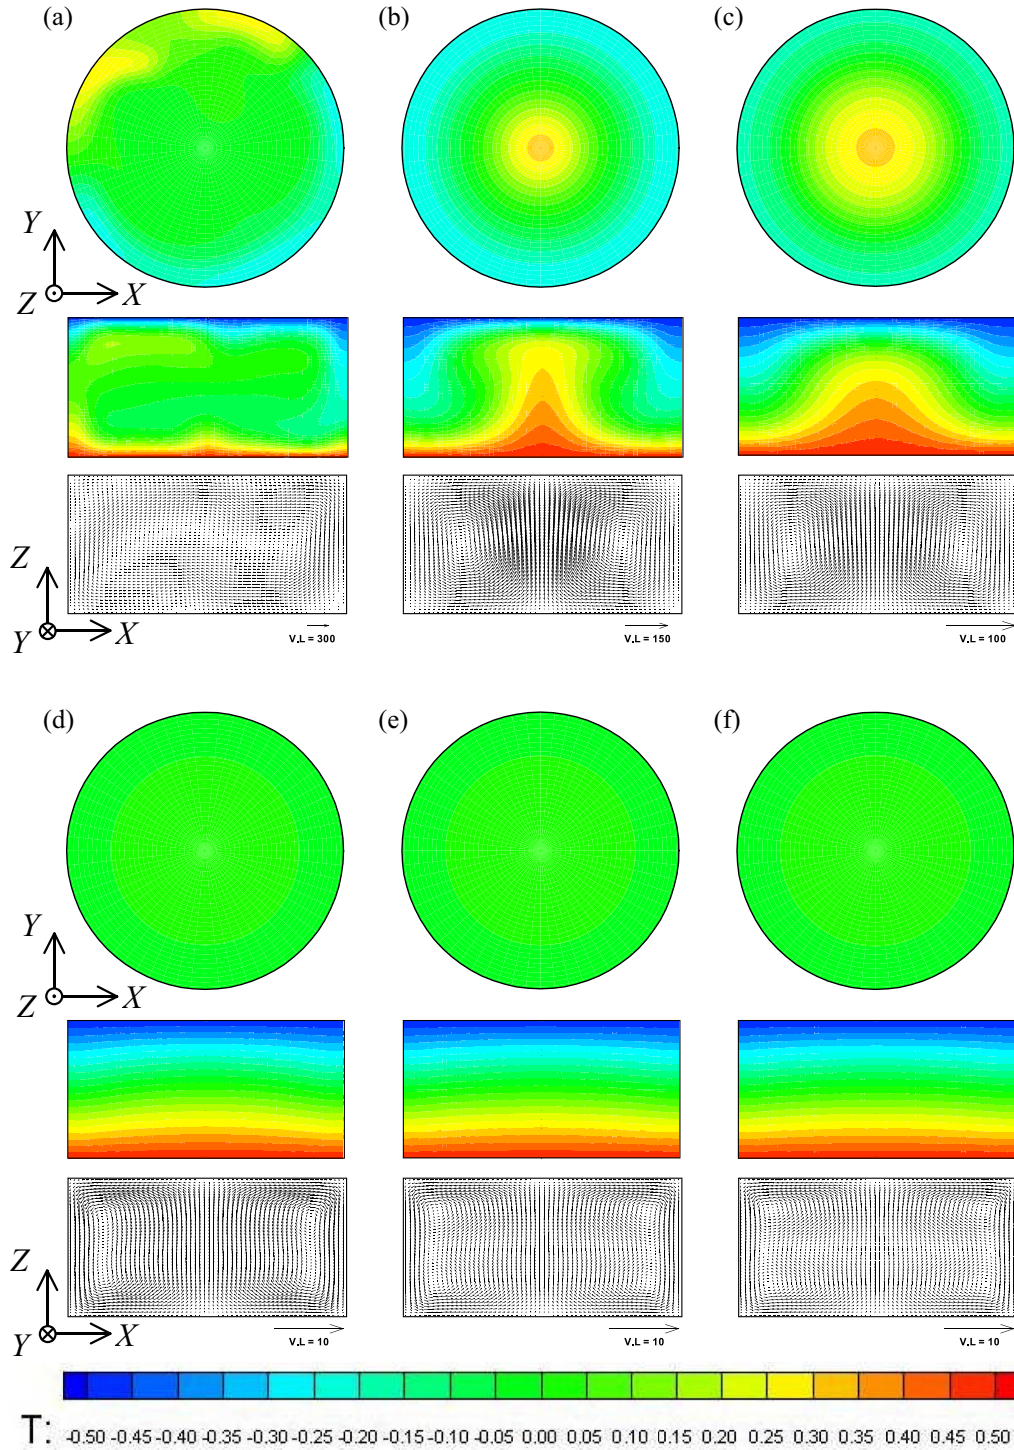 (a) (b) (c)
Y
Z X
Z
Y X
V.L = 300 V.L = 150 V.L = 100
(d) (e) (f)
Y
Z X
Z
Y X
V.L = 10 V.L = 10 V.L = 10
T: -0.50 -0.45 -0.40 -0.35 -0.30 -0.25 -0.20 -0.15 -0.10 -0.05 0.00 0.05 0.10 0.15 0.20 0.25 0.30 0.35 0.40 0.45 0.50